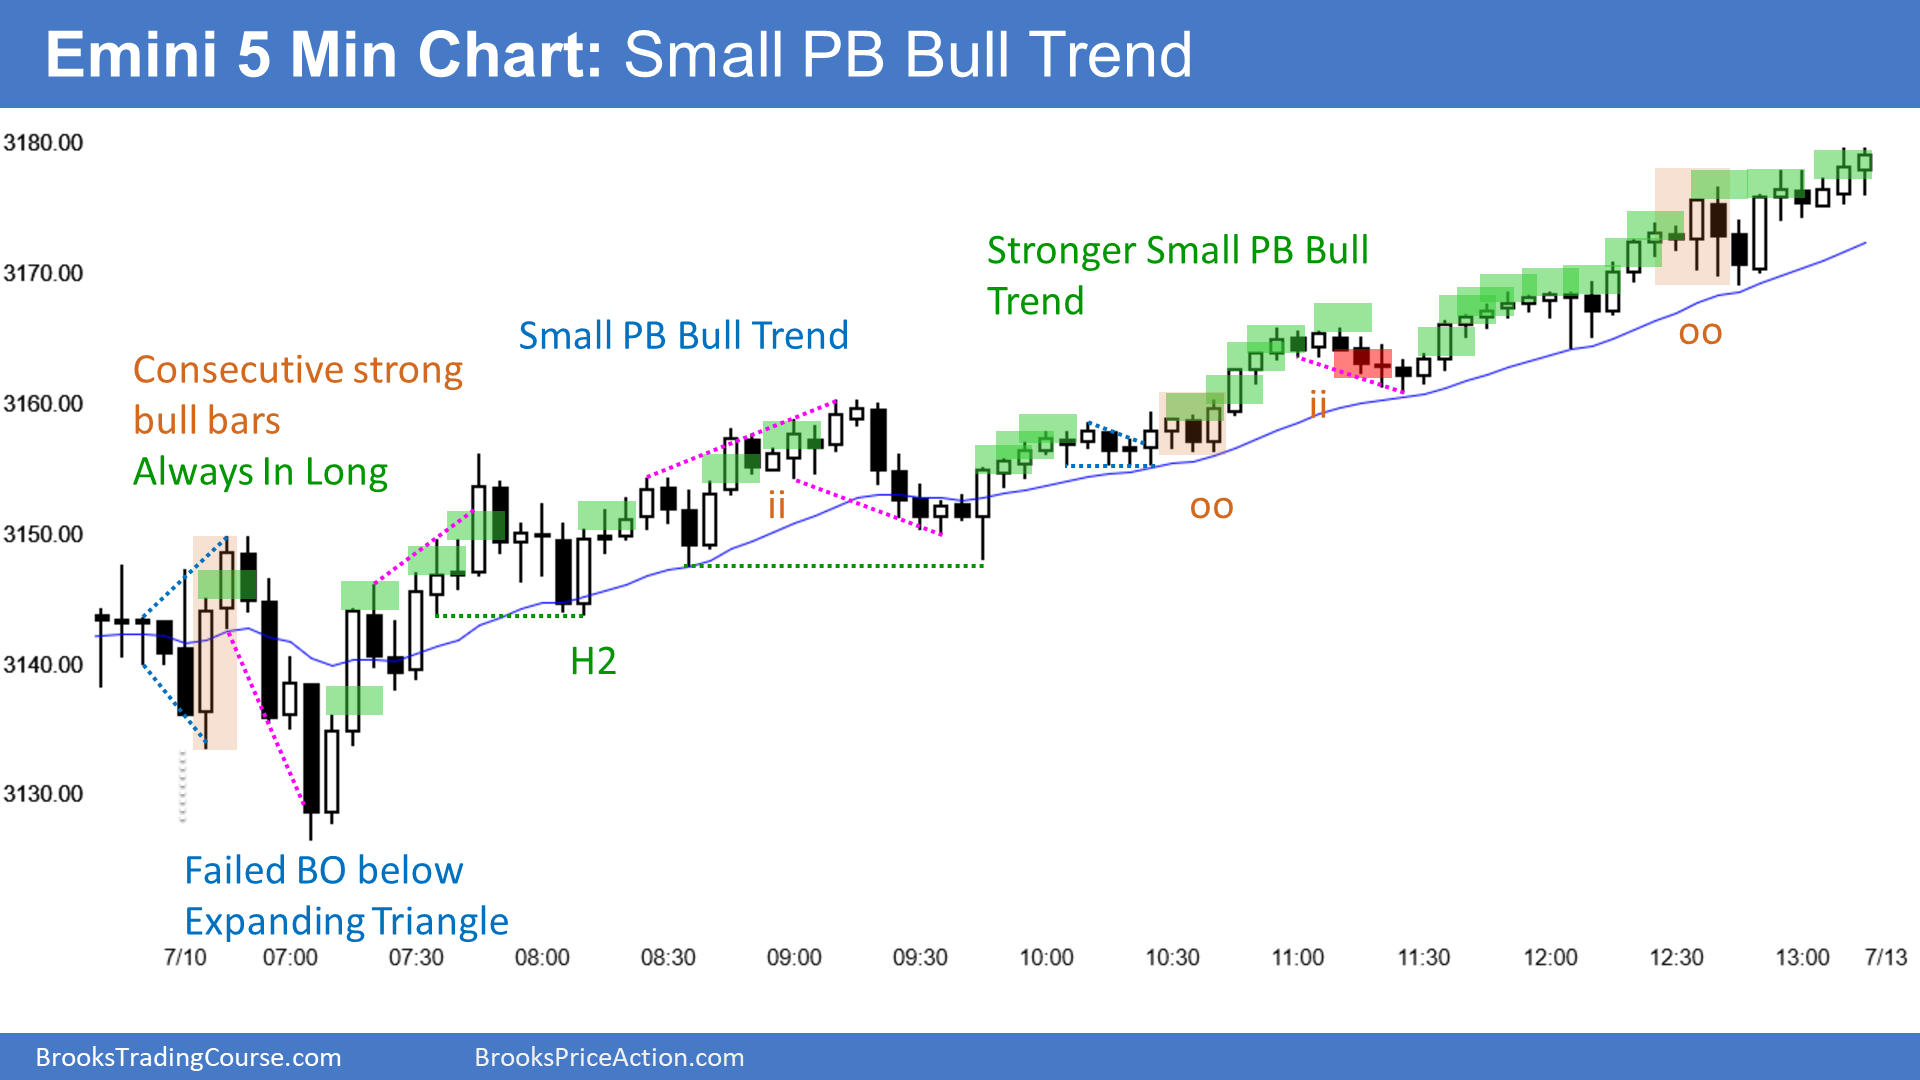 Emini 5 Min Chart: Small PB Bull Trend
3180.00
3170.00
3160.00
3150.00
3140.00
3130.00
Consecutive strong
bull bars
Always In Long
Small PB Bull Trend
Stronger Small PB Bull
Trend
ii
H2
oo
ii
oo
Failed BO below
Expanding Triangle
7/10 07:00 07:30 08:00 08:30 09:00 09:30 10:00 10:30 11:00 11:30 12:00 12:30 13:00 7/13
BrooksTradingCourse.com BrooksPriceAction.com